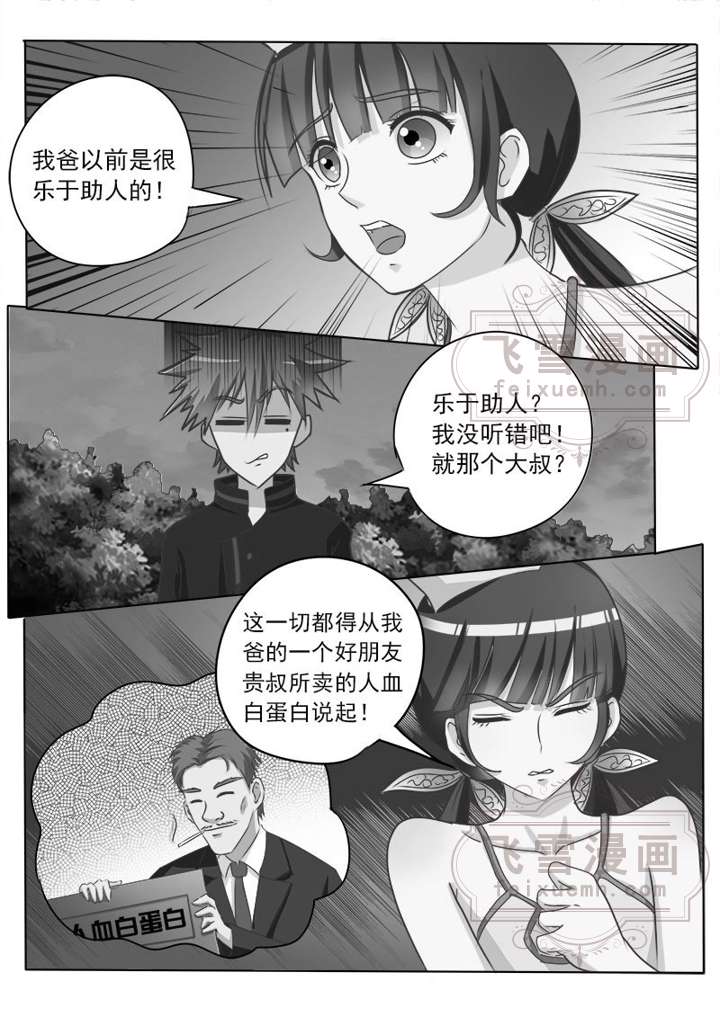 我爸以前是很
乐于助人的！
飞雪漫画
feixuemh.com
乐于助人？
我没听错吧！
就那个大叔？
这一切都得从我
爸的一个好朋友
贵叔所卖的人血
白蛋白说起！
人血白蛋白
飞雪漫画
feixuemh.com